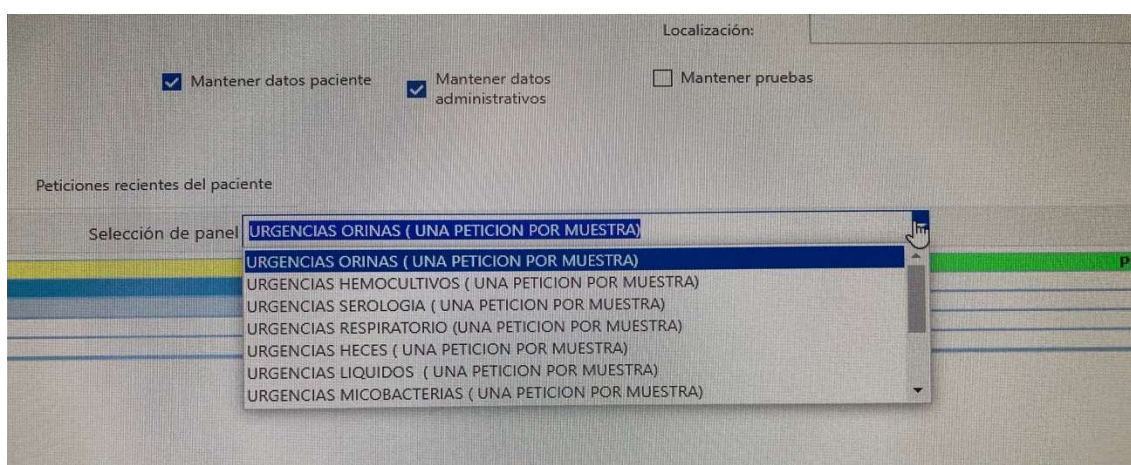 Localización:
Mantener datos paciente
Mantener datos
administrativos
Mantener pruebas
Peticiones recientes del paciente
Selección de panel
URGENCIAS ORINAS ( UNA PETICION POR MUESTRA)
URGENCIAS ORINAS ( UNA PETICION POR MUESTRA)
URGENCIAS HEMOCULTIVOS ( UNA PETICION POR MUESTRA)
URGENCIAS SEROLOGIA ( UNA PETICION POR MUESTRA)
URGENCIAS RESPIRATORIO (UNA PETICION POR MUESTRA)
URGENCIAS HECES ( UNA PETICION POR MUESTRA)
URGENCIAS LIQUIDOS  ( UNA PETICION POR MUESTRA)
URGENCIAS MICOBACTERIAS ( UNA PETICION POR MUESTRA)
P